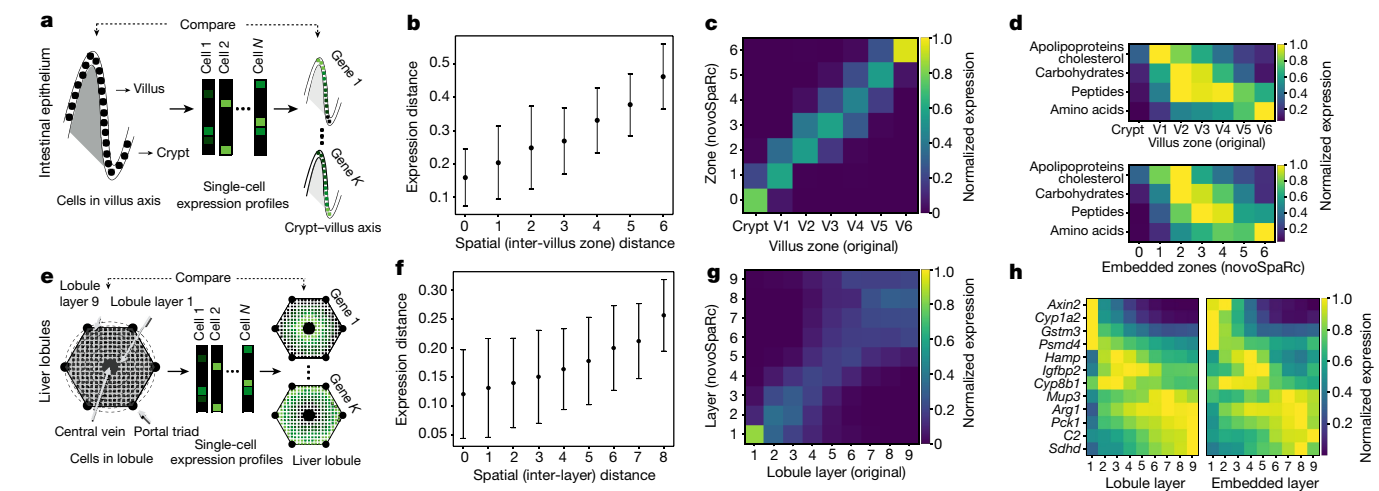 a
Compare
Intestinal epithelium
Villus
Crypt
Cells in villus axis
Cell 1
Cell 2
Cell N
Single-cell
expression profiles
Gene 1
Gene K
Crypt–villus axis
b
Expression distance
0.5
0.4
0.3
0.2
0.1
0 1 2 3 4 5 6
Spatial (inter-villus zone) distance
c
Zone (novoSpaRc)
6
5
4
3
2
1
0
Crypt V1 V2 V3 V4 V5 V6
Villus zone (original)
1.0
0.8
0.6
0.4
0.2
0
Normalized expression
d
Apolipoproteins
cholesterol
Carbohydrates
Peptides
Amino acids
Crypt V1 V2 V3 V4 V5 V6
Villus zone (original)
1.0
0.8
0.6
0.4
0.2
Apolipoproteins
cholesterol
Carbohydrates
Peptides
Amino acids
0 1 2 3 4 5 6
Embedded zones (novoSpaRc)
1.0
0.8
0.6
0.4
0.2
Normalized expression
e
Compare
Lobule
layer 9
Lobule layer 1
Liver lobules
Central vein
Portal triad
Cells in lobule
Cell 1
Cell 2
Cell N
Single-cell
expression profiles
Gene 1
Gene K
Liver lobule
f
Expression distance
0.30
0.25
0.20
0.15
0.10
0.05
0 1 2 3 4 5 6 7 8
Spatial (inter-layer) distance
g
Layer (novoSpaRc)
9
8
7
6
5
4
3
2
1
1 2 3 4 5 6 7 8 9
Lobule layer (original)
1.0
0.8
0.6
0.4
0.2
0
Normalized expression
h
Axin2
Cyp1a2
Gstm3
Psmd4
Hamp
Igfbp2
Cyp8b1
Mup3
Arg1
Pck1
C2
Sdhd
1 2 3 4 5 6 7 8 9
Lobule layer
1 2 3 4 5 6 7 8 9
Embedded layer
1.0
0.8
0.6
0.4
0.2
Normalized expression